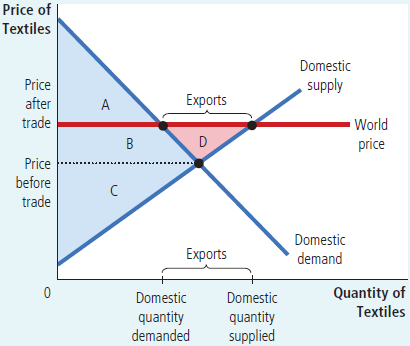 Price of
Textiles
Domestic
supply
Price
after
trade
A
Exports
World
price
B
D
Price
before
trade
C
Exports
Domestic
demand
0
Domestic
quantity
demanded
Domestic
quantity
supplied
Quantity of
Textiles